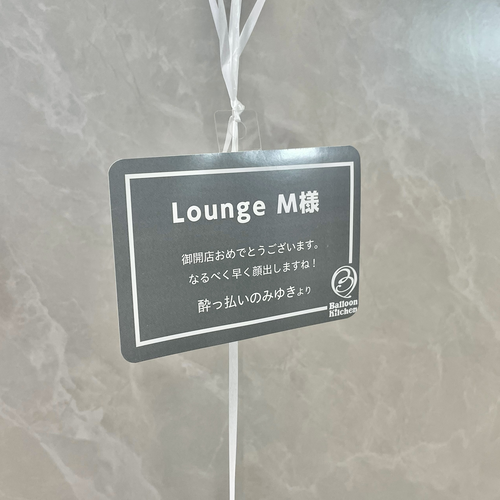 Lounge M様
御開店おめでとうございます。
なるべく早く顔出しますね！
酔っ払いのみゆきより
Balloon
Kitchen